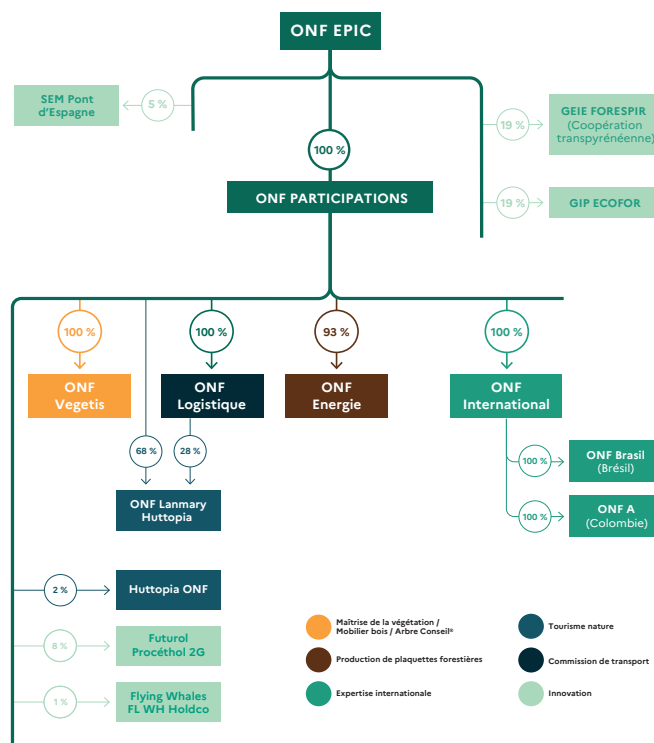 ONF EPIC
SEM Pont
d'Espagne
5 %
19 %
GEIE FORESPIR
(Coopération
transpyrénéenne)
100 %
ONF PARTICIPATIONS
19 %
GIP ECOFOR
100 %
100 %
93 %
100 %
ONF
Vegetis
ONF
Logistique
ONF
Energie
ONF
International
68 %
28 %
100 %
ONF Brasil
(Brésil)
ONF Lanmary
Huttopia
100 %
ONF A
(Colombie)
2 %
Huttopia ONF
8 %
Futurol
Procéthol 2G
1 %
Flying Whales
FL WH Holdco
Maîtrise de la végétation /
Mobilier bois / Arbre Conseil®
Production de plaquettes forestières
Expertise internationale
Tourisme nature
Commission de transport
Innovation